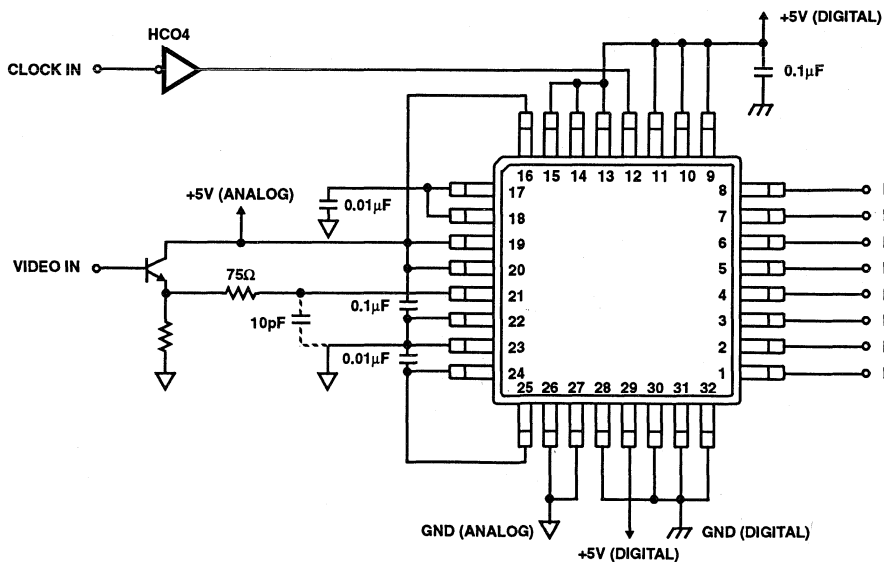 HCO4
+5V (DIGITAL)
CLOCK IN
0.1µF
16 15 14 13 12 11 10 9
+5V (ANALOG)
0.01µF
17
18
19
20
21
22
23
24
8
7
6
5
4
3
2
1
VIDEO IN
75Ω
10pF
0.1µF
0.01µF
25 26 27 28 29 30 31 32
GND (ANALOG)
+5V (DIGITAL)
GND (DIGITAL)